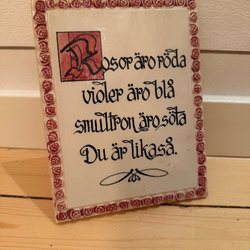 Rosor äro röda
violer äro blå
smultron äro söta
Du är likaså.